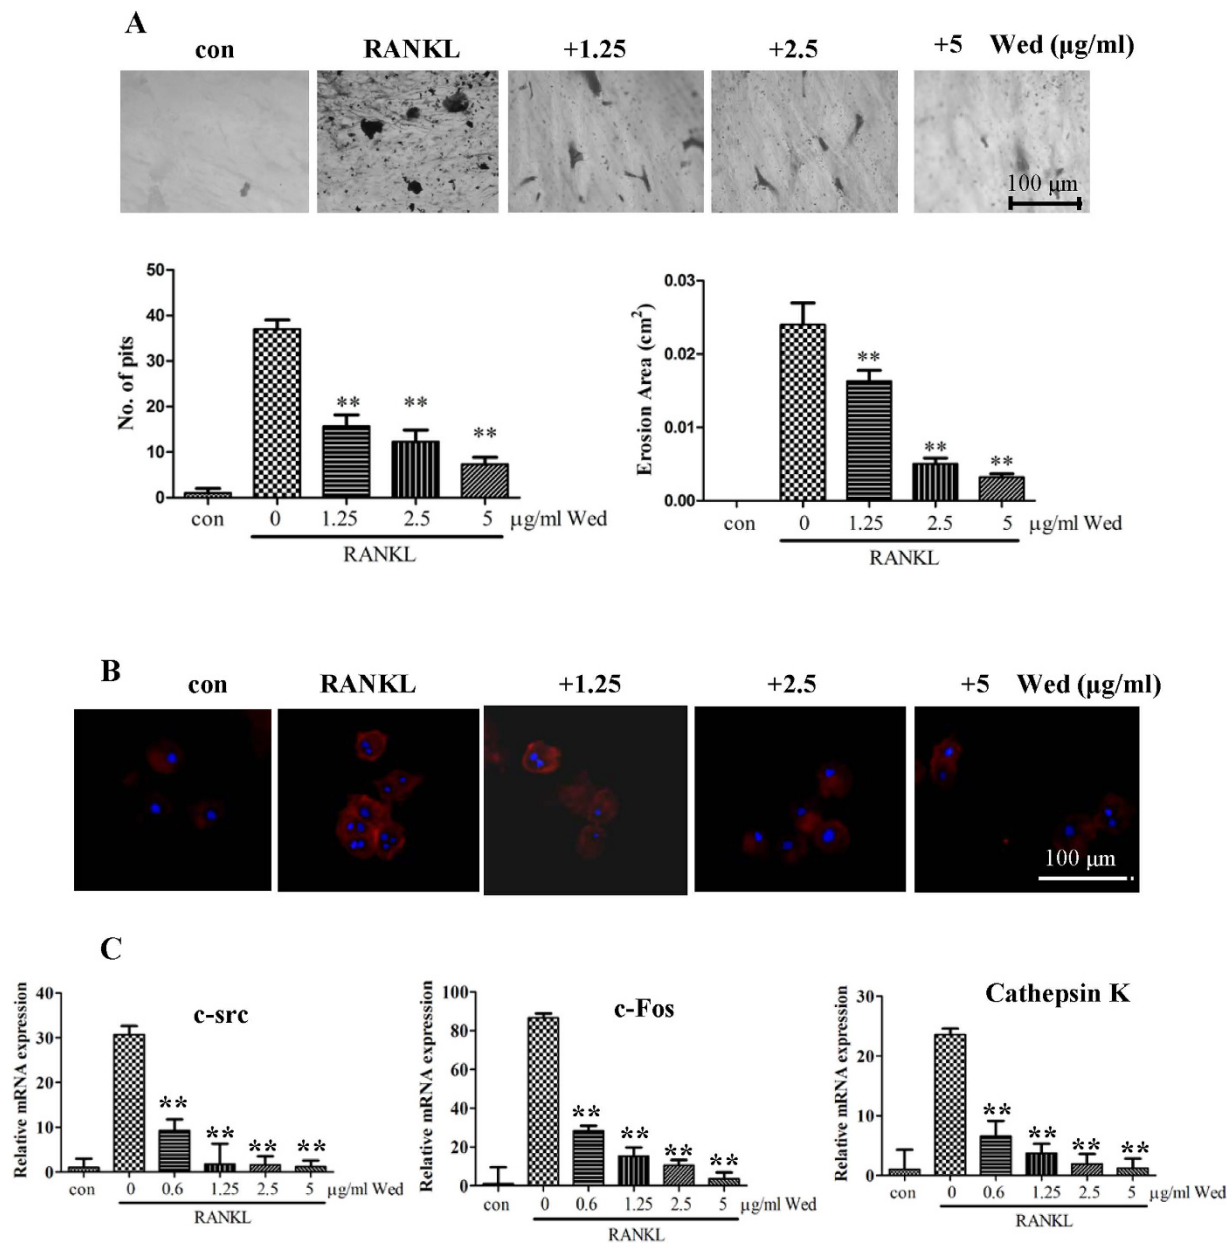 A
con RANKL +1.25 +2.5 +5 Wed (μg/ml)
100 μm
No. of pits
50
40
30
20
10
0
con 0 1.25 2.5 5 μg/ml Wed
RANKL
Erosion Area (cm²)
0.03
0.02
0.01
0.00
** ** **
** ** **
con 0 1.25 2.5 5 μg/ml Wed
RANKL
B
con RANKL +1.25 +2.5 +5 Wed (μg/ml)
100 μm
C
Relative mRNA expression
40
30
20
10
0
c-src
** ** ** **
con 0 0.6 1.25 2.5 5 μg/ml Wed
RANKL
Relative mRNA expression
100
80
60
40
20
0
c-Fos
** ** ** **
con 0 0.6 1.25 2.5 5 μg/ml Wed
RANKL
Relative mRNA expression
30
20
10
0
Cathepsin K
** ** ** **
con 0 0.6 1.25 2.5 5 μg/ml Wed
RANKL